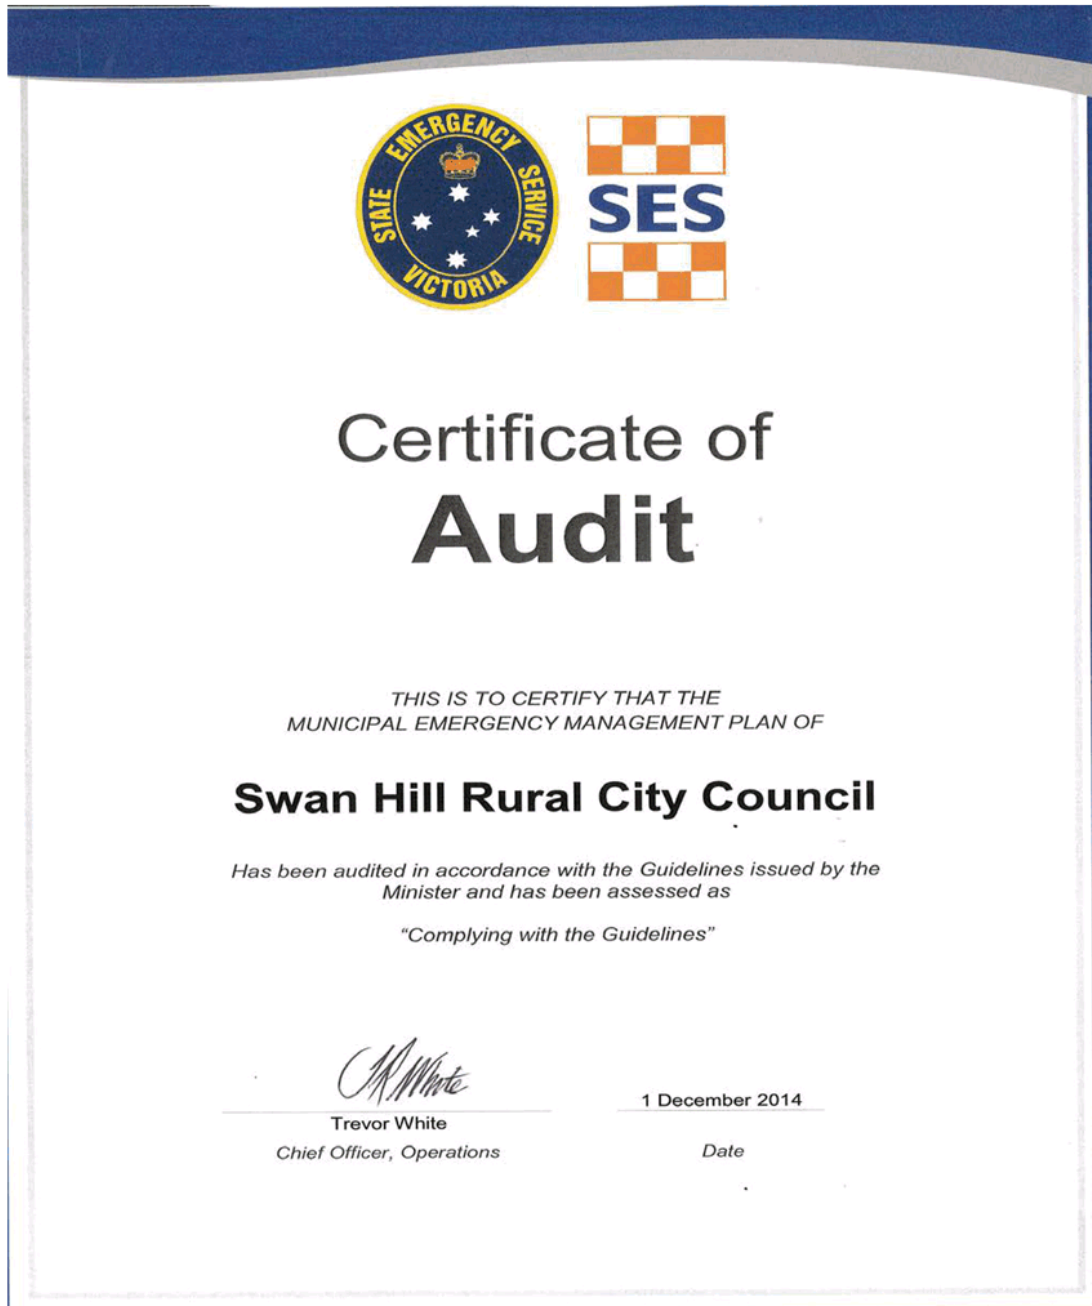 STATE EMERGENCY SERVICE
VICTORIA
SES
Certificate of
Audit
THIS IS TO CERTIFY THAT THE
MUNICIPAL EMERGENCY MANAGEMENT PLAN OF
Swan Hill Rural City Council
Has been audited in accordance with the Guidelines issued by the
Minister and has been assessed as
“Complying with the Guidelines”
JR White
1 December 2014
Trevor White
Chief Officer, Operations
Date